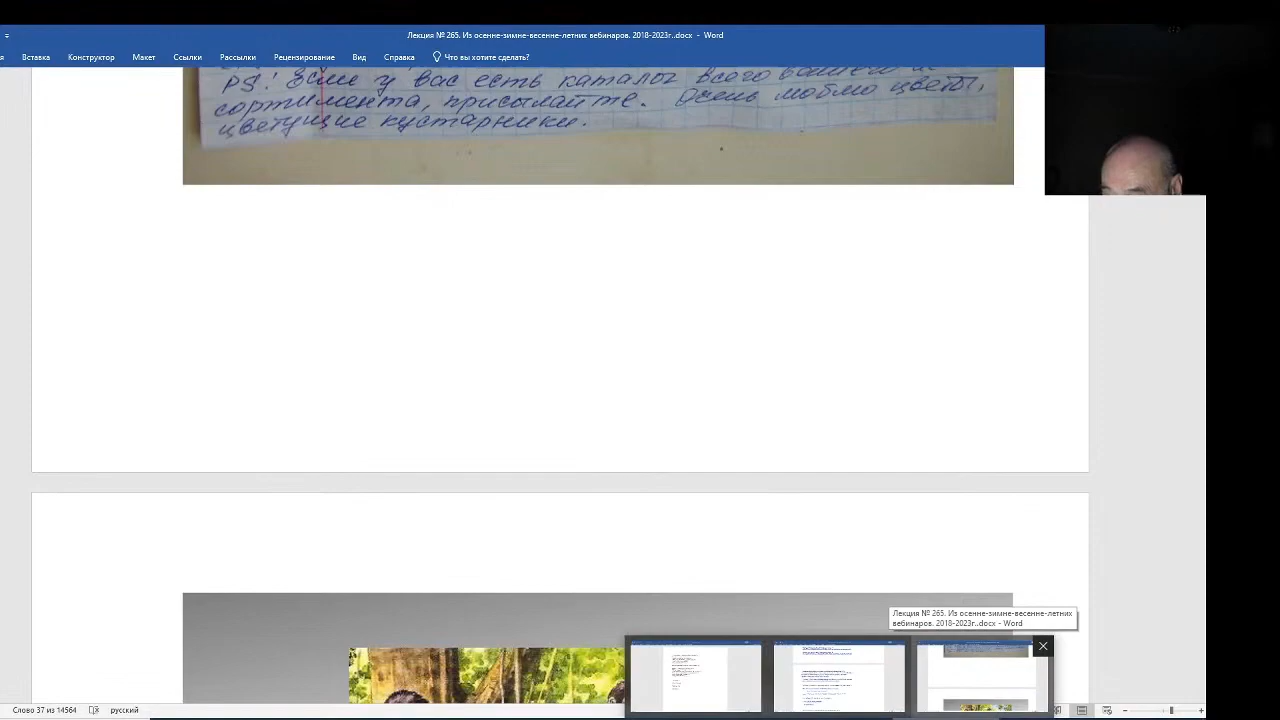 Лекция № 265. Из осенне-зимне-весенне-летних вебинаров. 2018-2023г..docx - Word
я Вставка Конструктор Макет Ссылки Рассылки Рецензирование Вид Справка Что вы хотите сделать?
PS! Если у вас есть каталог всего вашего
сортимента, присылайте. Очень люблю цветы,
цветущие кустарники.
Лекция № 265. Из осенне-зимне-весенне-летних
вебинаров. 2018-2023г..docx - Word
Слово 37 из 14564